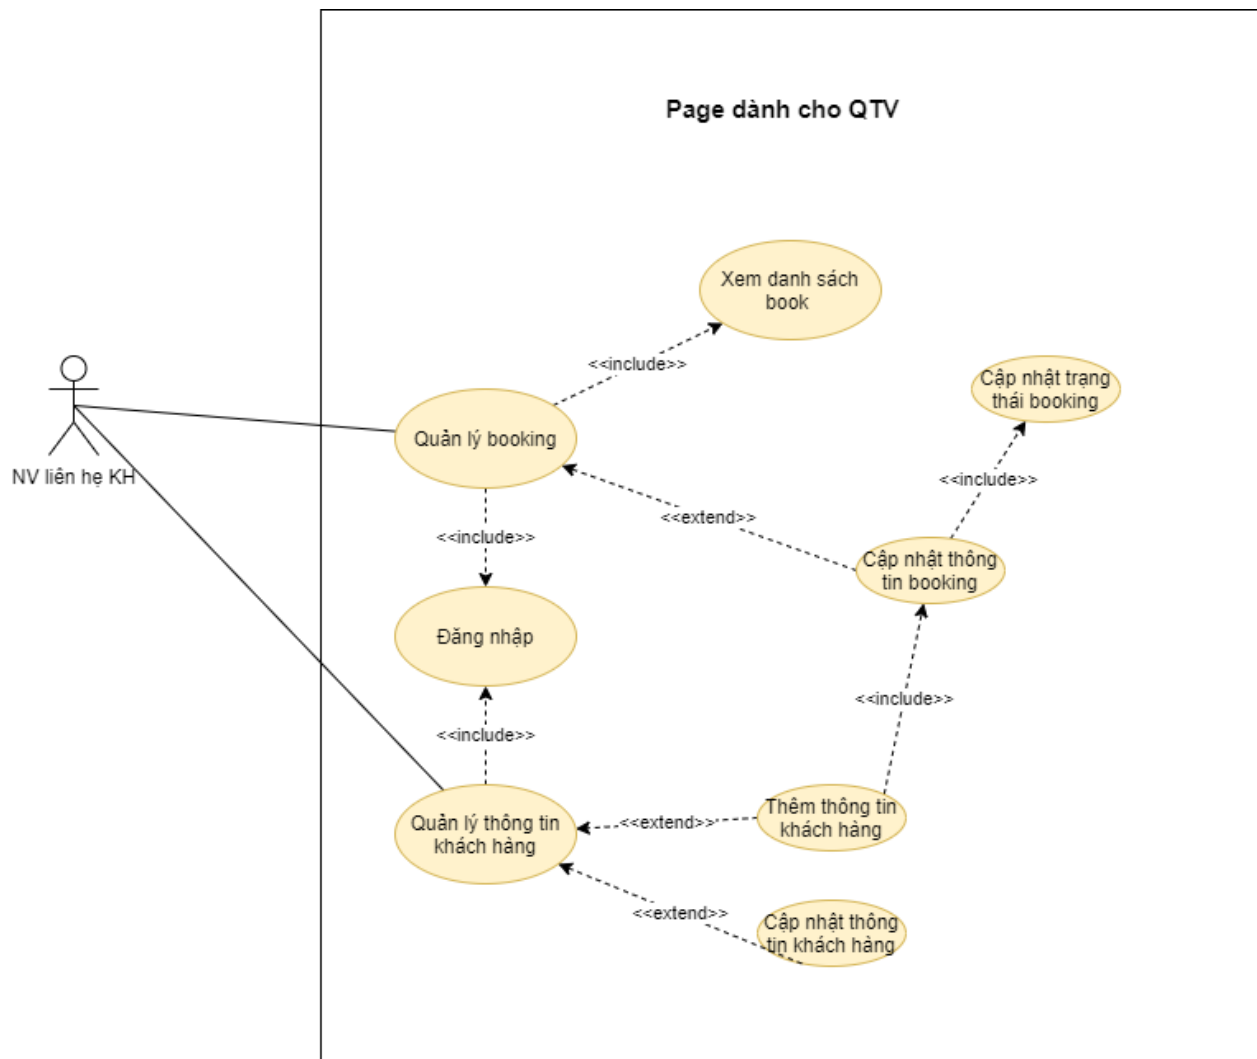 Page dành cho QTV
Xem danh sách
book
<<include>>
Cập nhật trạng
thái booking
Quản lý booking
NV liên hẹ KH
<<include>>
<<extend>>
<<include>>
Cập nhật thông
tin booking
Đăng nhập
<<include>>
<<include>>
Quản lý thông tin
khách hàng
<<extend>>
Thêm thông tin
khách hàng
<<extend>>
Cập nhật thông
tin khách hàng